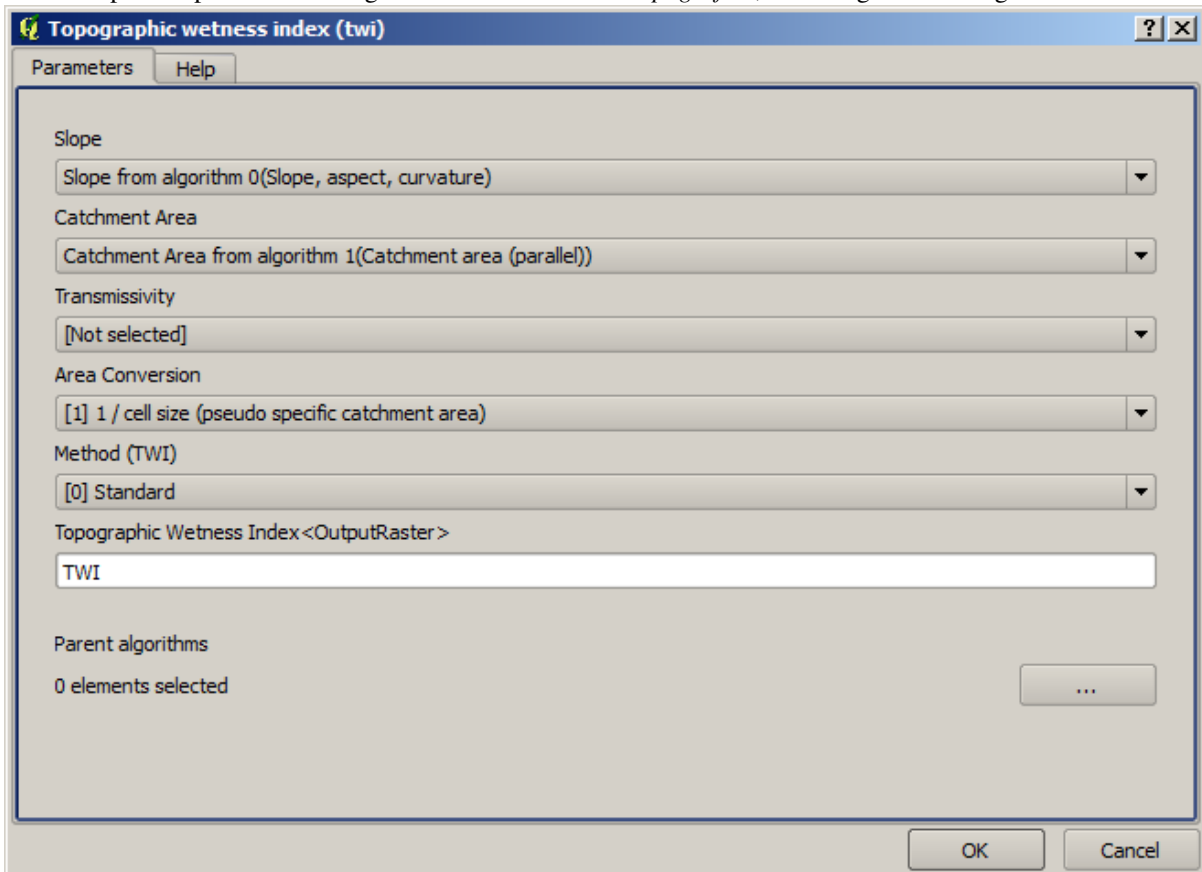 Topographic wetness index (twi)
Parameters Help
Slope
Slope from algorithm 0(Slope, aspect, curvature)
Catchment Area
Catchment Area from algorithm 1(Catchment area (parallel))
Transmissivity
[Not selected]
Area Conversion
[1] 1 / cell size (pseudo specific catchment area)
Method (TWI)
[0] Standard
Topographic Wetness Index<OutputRaster>
TWI
Parent algorithms
0 elements selected ...
OK Cancel